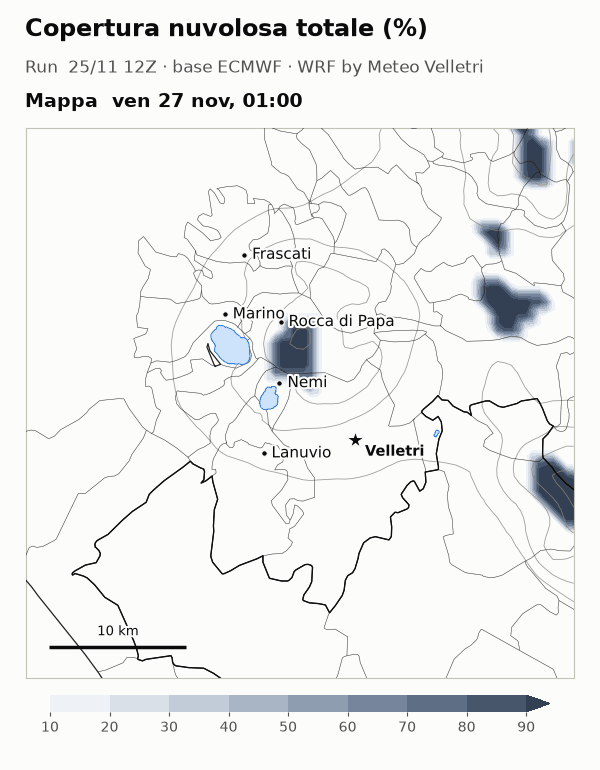 Copertura nuvolosa totale (%)
Run 25/11 12Z · base ECMWF · WRF by Meteo Velletri
Mappa ven 27 nov, 01:00
Frascati
Marino
Rocca di Papa
Nemi
Velletri
Lanuvio
10 km
10 20 30 40 50 60 70 80 90